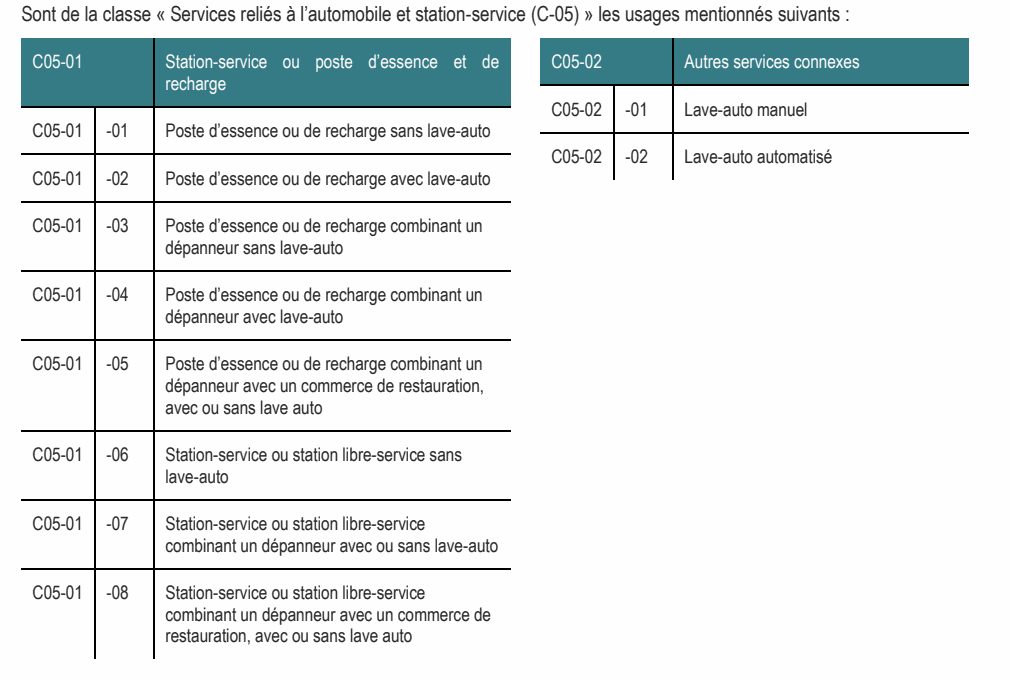 Sont de la classe « Services reliés à l'automobile et station-service (C-05) » les usages mentionnés suivants :
C05-01 Station-service ou poste d'essence et de
recharge
C05-01 -01 Poste d'essence ou de recharge sans lave-auto
C05-01 -02 Poste d'essence ou de recharge avec lave-auto
C05-01 -03 Poste d'essence ou de recharge combinant un
dépanneur sans lave-auto
C05-01 -04 Poste d'essence ou de recharge combinant un
dépanneur avec lave-auto
C05-01 -05 Poste d'essence ou de recharge combinant un
dépanneur avec un commerce de restauration,
avec ou sans lave auto
C05-01 -06 Station-service ou station libre-service sans
lave-auto
C05-01 -07 Station-service ou station libre-service
combinant un dépanneur avec ou sans lave-auto
C05-01 -08 Station-service ou station libre-service
combinant un dépanneur avec un commerce de
restauration, avec ou sans lave auto
C05-02 Autres services connexes
C05-02 -01 Lave-auto manuel
C05-02 -02 Lave-auto automatisé